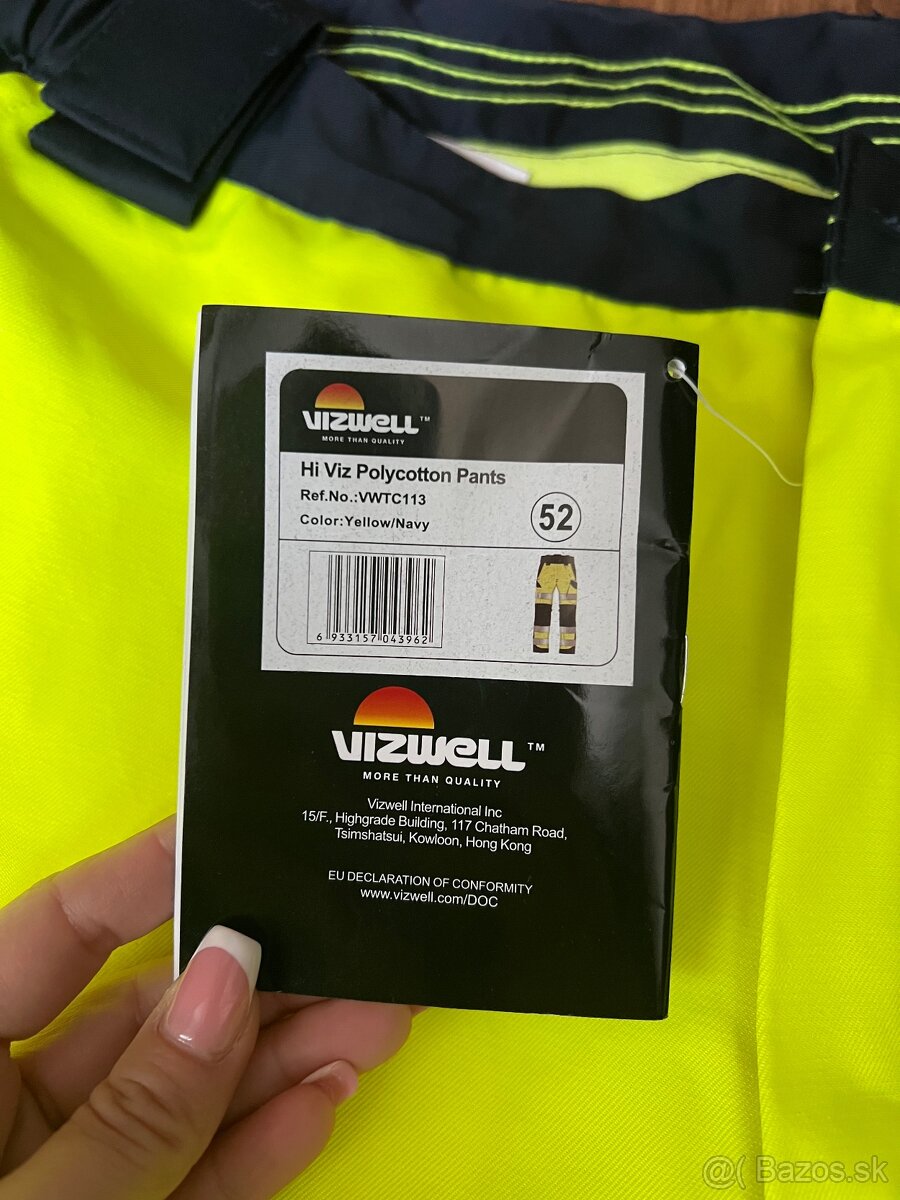 VIZWELL™
MORE THAN QUALITY
Hi Viz Polycotton Pants
Ref.No.:VWTC113
Color:Yellow/Navy
52
6 933157 043962
VIZWELL™
MORE THAN QUALITY
Vizwell International Inc
15/F., Highgrade Building, 117 Chatham Road,
Tsimshatsui, Kowloon, Hong Kong
EU DECLARATION OF CONFORMITY
www.vizwell.com/DOC
@( Bazos.sk